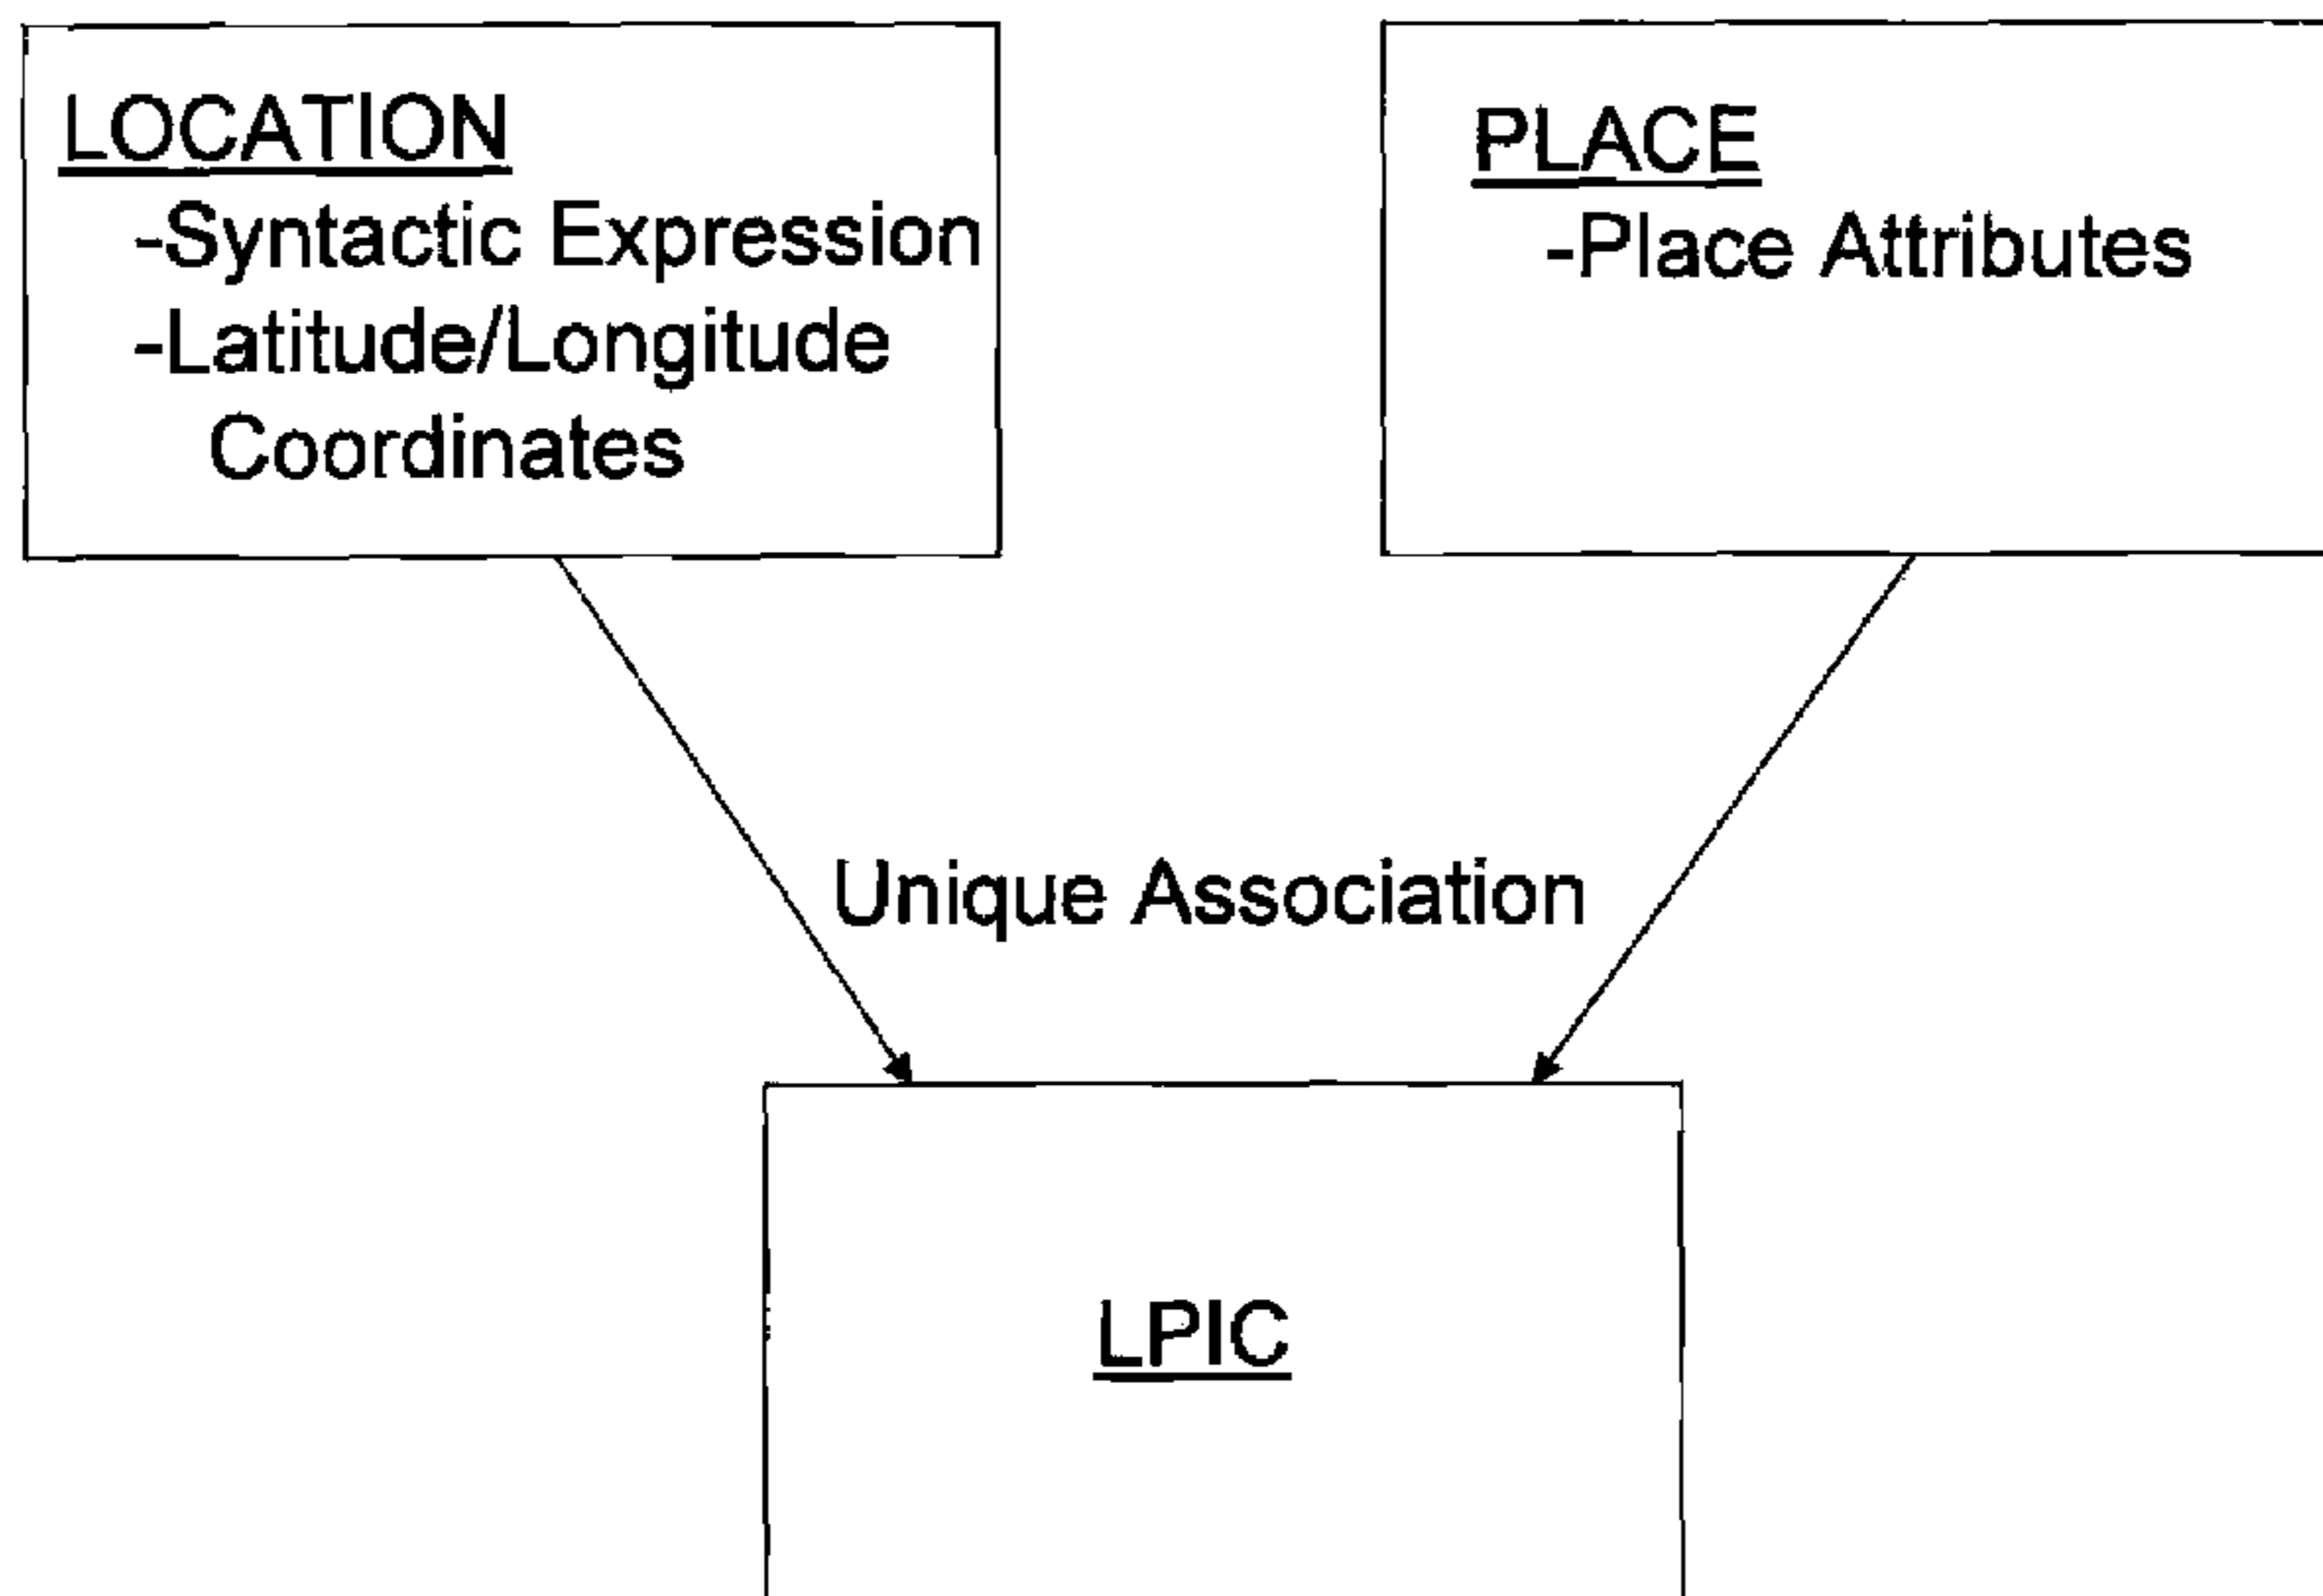 LOCATION
-Syntactic Expression
-Latitude/Longitude
Coordinates
PLACE
-Place Attributes
Unique Association
LPIC